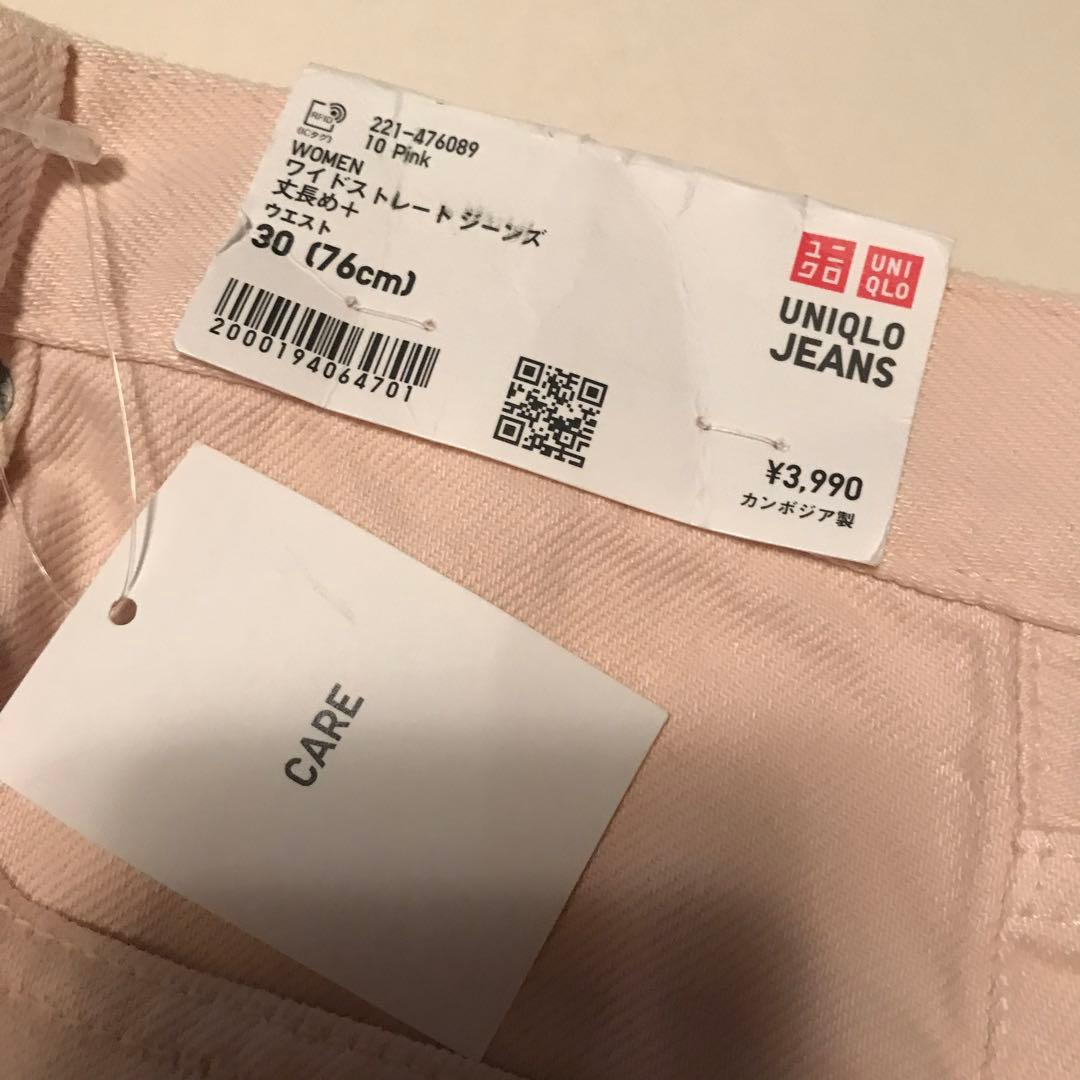 RFID
(ICタグ)
221-476089
10 Pink
WOMEN
ワイドストレートジーンズ
丈長め+
ウエスト
30 (76cm)
2000194064701
ユニクロ
UNIQLO
UNIQLO
JEANS
¥3,990
カンボジア製
CARE